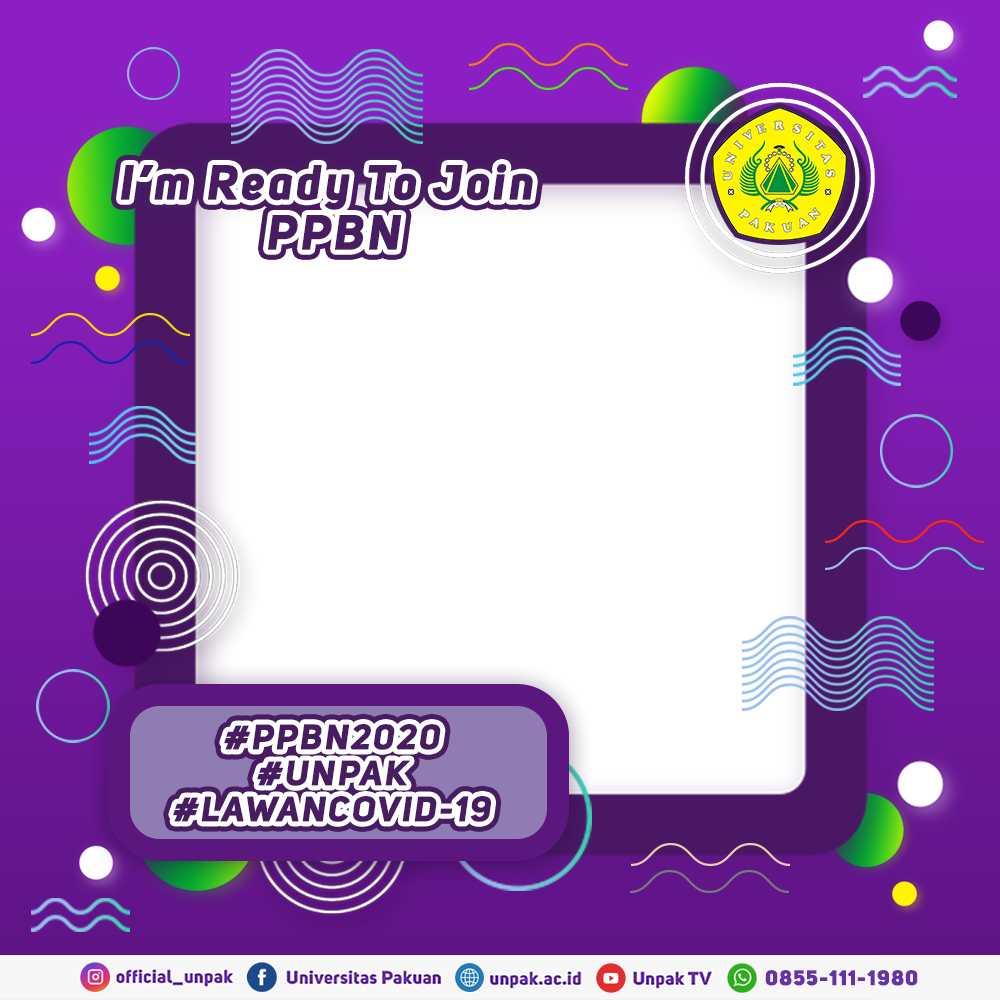 I'm Ready To Join
PPBN
UNIVERSITAS
PAKUAN
#PPBN2020
#UNPAK
#LAWANCOVID-19
official_unpak Universitas Pakuan unpak.ac.id Unpak TV 0855-111-1980